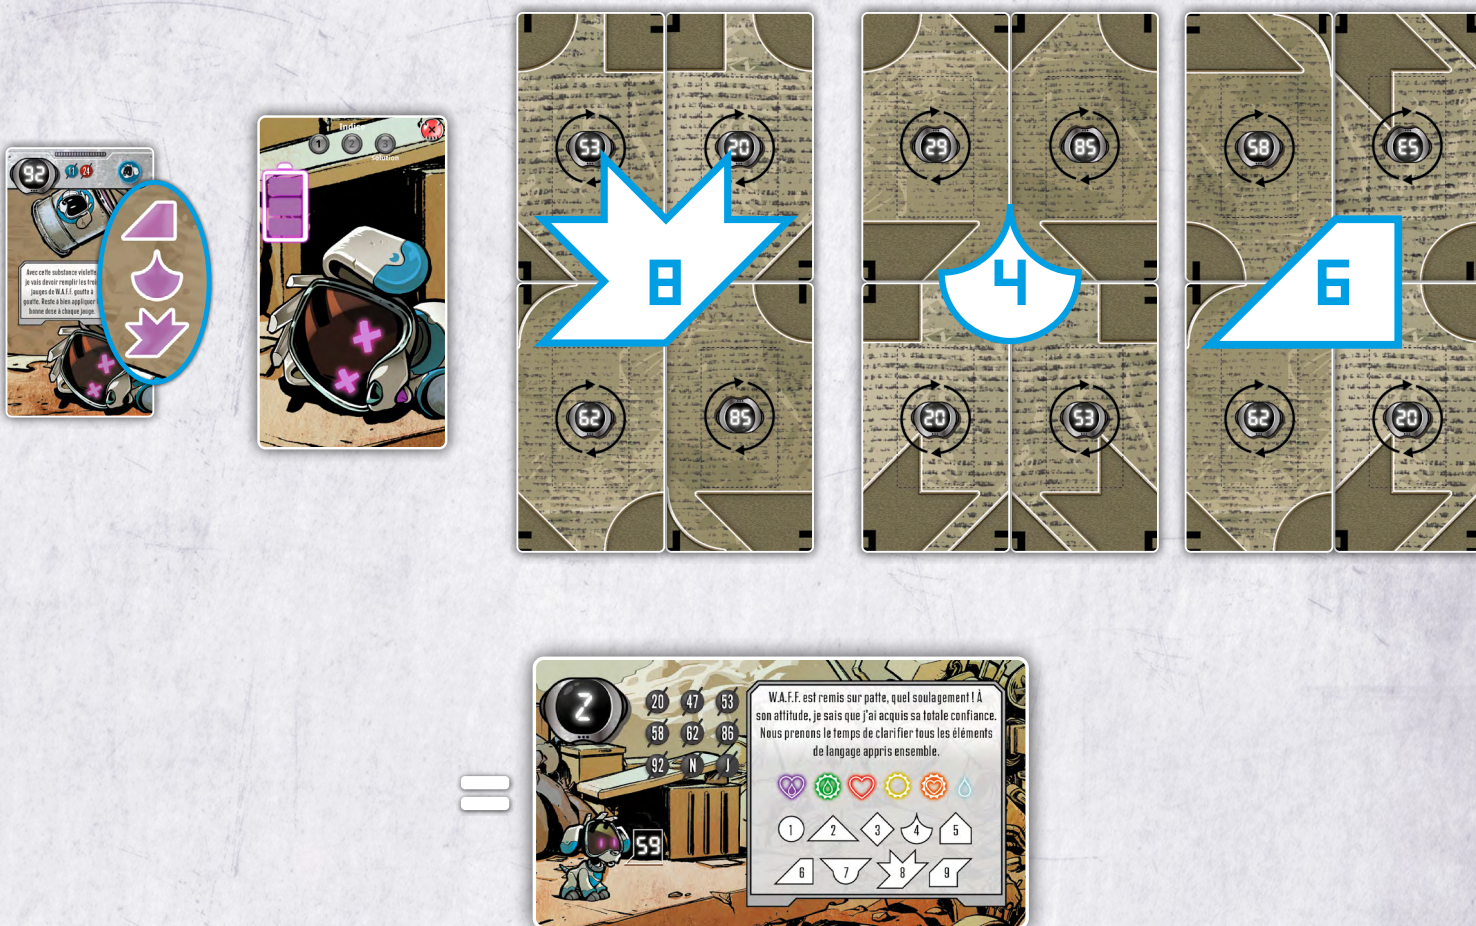 92
11
24
Avec cette substance violette
je vais devoir remplir les trois
jauges de W.A.F.F. goutte à
goutte. Reste à bien appliquer
bonne dose à chaque jauge.
Indice
1 2 3
solution
53 20
8
62 85
29 85
4
20 53
58 53
6
62 20
2
20 47 53
58 62 86
92 N J
59
W.A.F.F. est remis sur patte, quel soulagement ! À
son attitude, je sais que j'ai acquis sa totale confiance.
Nous prenons le temps de clarifier tous les éléments
de langage appris ensemble.
1 2 3 4 5
6 7 8 9